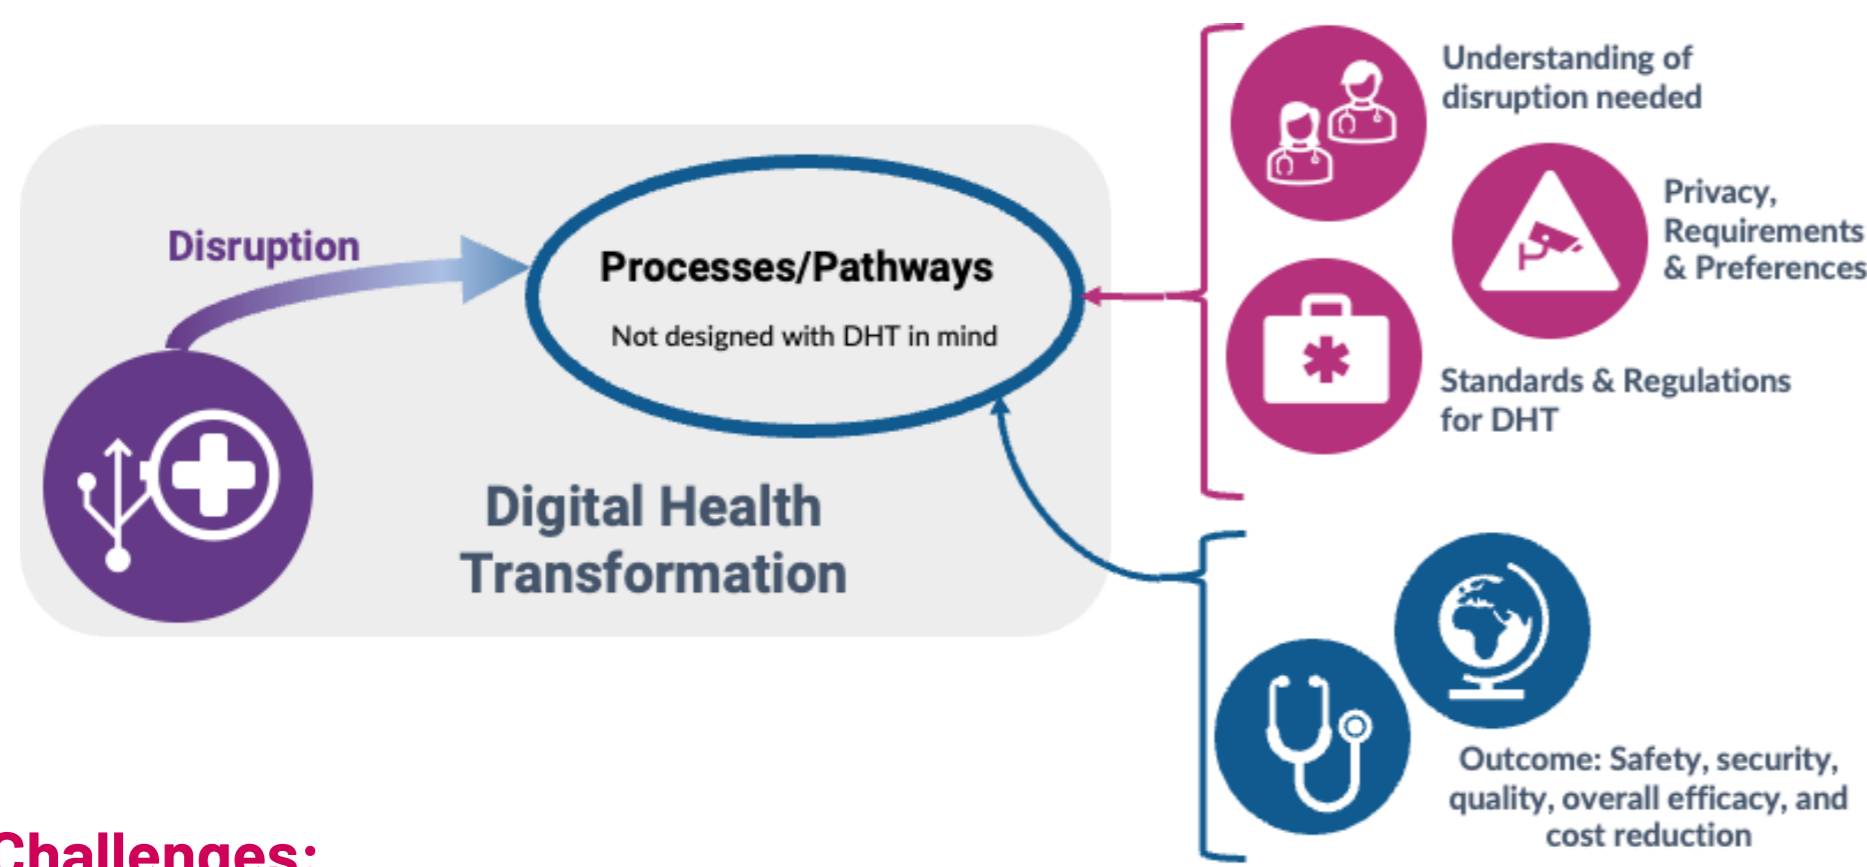 Understanding of
disruption needed
Privacy,
Requirements
& Preferences
Disruption
Processes/Pathways
Not designed with DHT in mind
Standards & Regulations
for DHT
Digital Health
Transformation
Outcome: Safety, security,
quality, overall efficacy, and
cost reduction
Challenges: